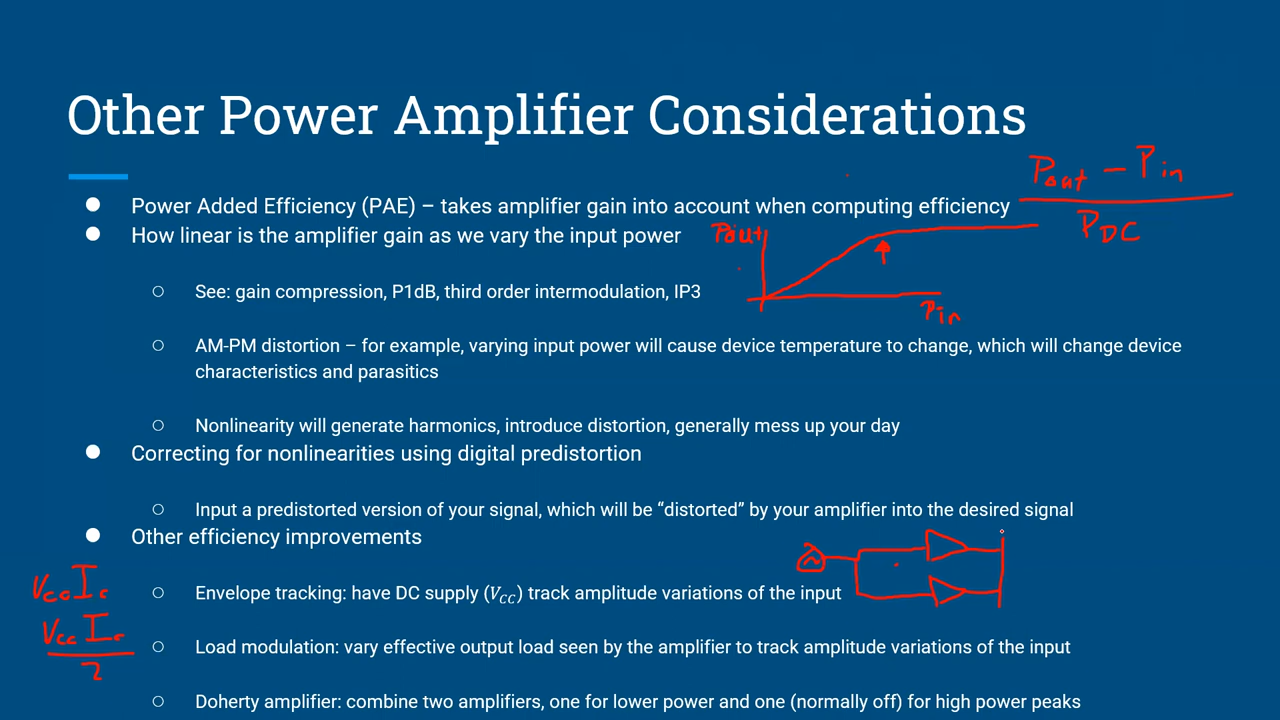 Other Power Amplifier Considerations
Pout – Pin
PDC
● Power Added Efficiency (PAE) – takes amplifier gain into account when computing efficiency
● How linear is the amplifier gain as we vary the input power
Pout
Pin
○ See: gain compression, P1dB, third order intermodulation, IP3
○ AM-PM distortion – for example, varying input power will cause device temperature to change, which will change device
characteristics and parasitics
○ Nonlinearity will generate harmonics, introduce distortion, generally mess up your day
● Correcting for nonlinearities using digital predistortion
○ Input a predistorted version of your signal, which will be “distorted” by your amplifier into the desired signal
● Other efficiency improvements
Vcc Ic
○ Envelope tracking: have DC supply (VCC) track amplitude variations of the input
Vcc Ic
2
○ Load modulation: vary effective output load seen by the amplifier to track amplitude variations of the input
○ Doherty amplifier: combine two amplifiers, one for lower power and one (normally off) for high power peaks